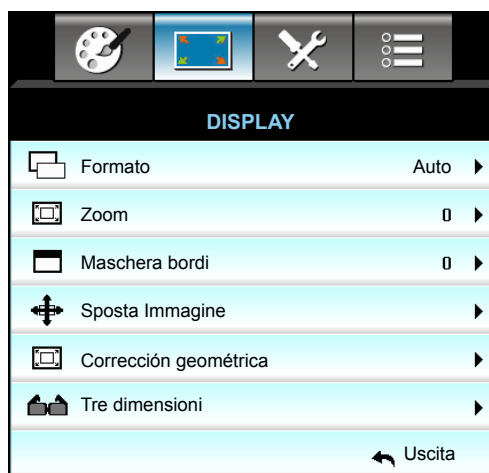 DISPLAY
Formato Auto
Zoom 0
Maschera bordi 0
Sposta Immagine
Corrección geométrica
Tre dimensioni
Uscita